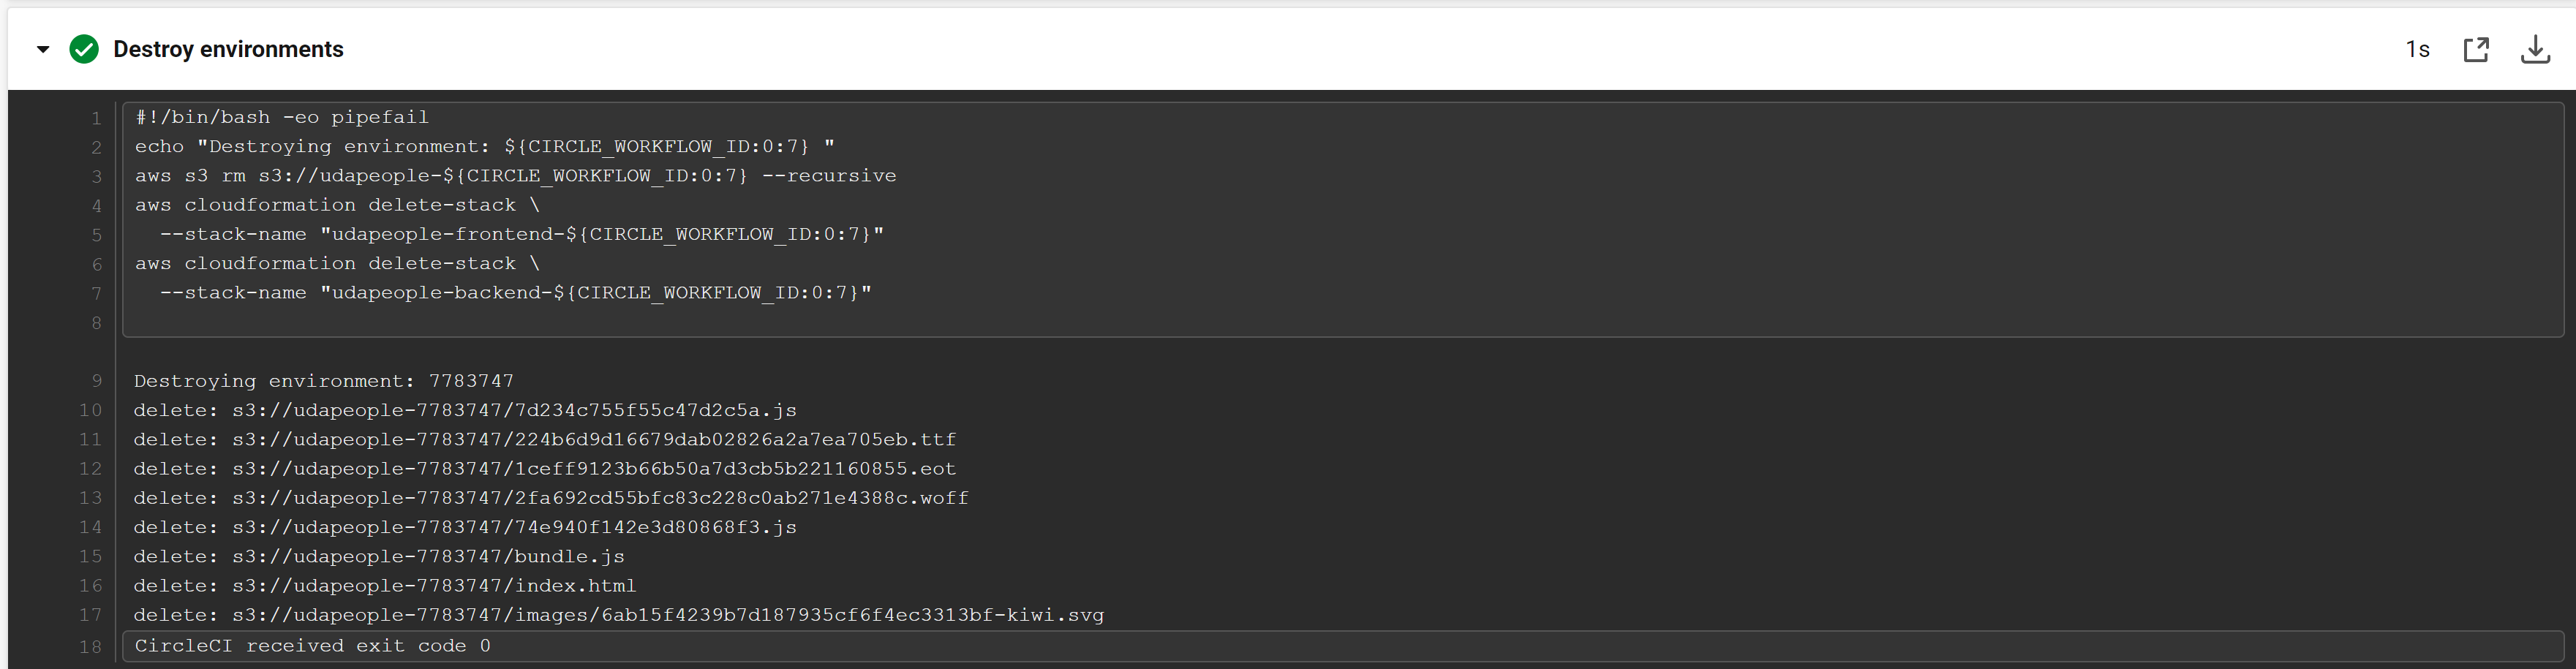 Destroy environments
1s
1 #!/bin/bash -eo pipefail
2 echo "Destroying environment: ${CIRCLE_WORKFLOW_ID:0:7} "
3 aws s3 rm s3://udapeople-${CIRCLE_WORKFLOW_ID:0:7} --recursive
4 aws cloudformation delete-stack \
5   --stack-name "udapeople-frontend-${CIRCLE_WORKFLOW_ID:0:7}"
6 aws cloudformation delete-stack \
7   --stack-name "udapeople-backend-${CIRCLE_WORKFLOW_ID:0:7}"
8
9 Destroying environment: 7783747
10 delete: s3://udapeople-7783747/7d234c755f55c47d2c5a.js
11 delete: s3://udapeople-7783747/224b6d9d16679dab02826a2a7ea705eb.ttf
12 delete: s3://udapeople-7783747/1ceff9123b66b50a7d3cb5b221160855.eot
13 delete: s3://udapeople-7783747/2fa692cd55bfc83c228c0ab271e4388c.woff
14 delete: s3://udapeople-7783747/74e940f142e3d80868f3.js
15 delete: s3://udapeople-7783747/bundle.js
16 delete: s3://udapeople-7783747/index.html
17 delete: s3://udapeople-7783747/images/6ab15f4239b7d187935cf6f4ec3313bf-kiwi.svg
18 CircleCI received exit code 0